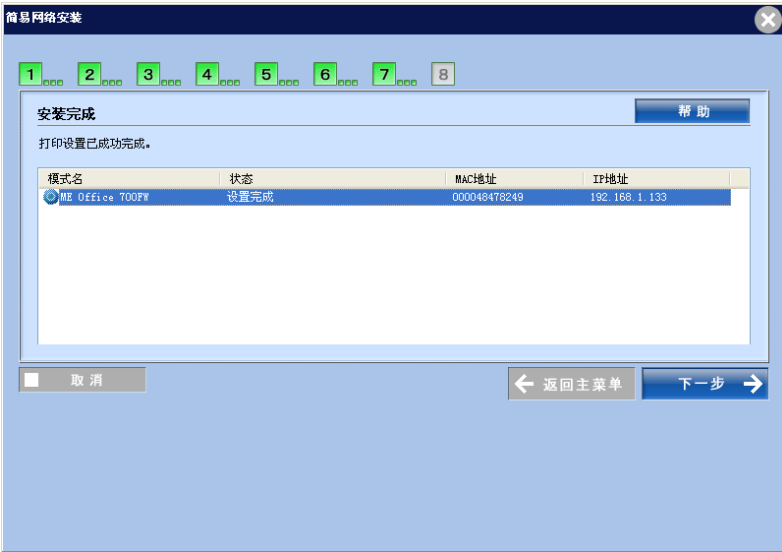 简易网络安装
1 2 3 4 5 6 7 8
安装完成
帮 助
打印设置已成功完成。
模式名 状态 MAC地址 IP地址
ME Office 700FW 设置完成 000048478249 192.168.1.133
取 消
返回主菜单
下一步